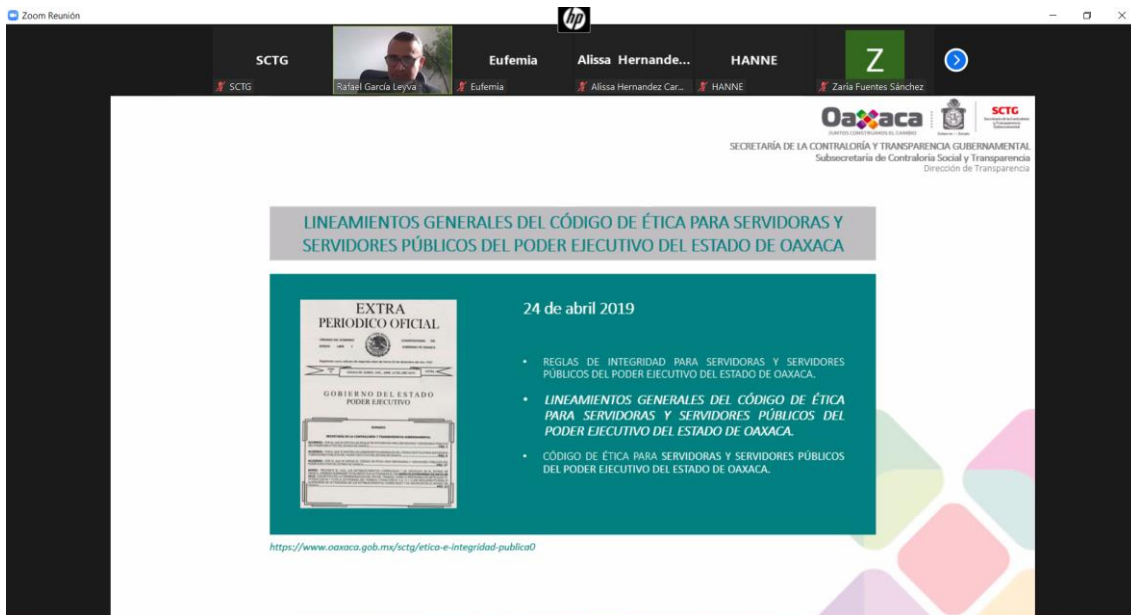 Zoom Reunión
hp
SCTG
Eufemia
Alissa Hernande...
HANNE
Z
SCTG
Rafael García Leyva
Eufemia
Alissa Hernandez Car...
HANNE
Zaria Fuentes Sánchez
Oaxaca
JUNTOS CONSTRUIMOS EL CAMBIO
SCTG
SECRETARÍA DE LA CONTRALORÍA Y TRANSPARENCIA GUBERNAMENTAL
Subsecretaría de Contraloría Social y Transparencia
Dirección de Transparencia
LINEAMIENTOS GENERALES DEL CÓDIGO DE ÉTICA PARA SERVIDORAS Y
SERVIDORES PÚBLICOS DEL PODER EJECUTIVO DEL ESTADO DE OAXACA
EXTRA
PERIODICO OFICIAL
GOBIERNO DEL ESTADO
PODER EJECUTIVO
24 de abril 2019
• REGLAS DE INTEGRIDAD PARA SERVIDORAS Y SERVIDORES
PÚBLICOS DEL PODER EJECUTIVO DEL ESTADO DE OAXACA.
• LINEAMIENTOS GENERALES DEL CÓDIGO DE ÉTICA
PARA SERVIDORAS Y SERVIDORES PÚBLICOS DEL
PODER EJECUTIVO DEL ESTADO DE OAXACA.
• CÓDIGO DE ÉTICA PARA SERVIDORAS Y SERVIDORES PÚBLICOS
DEL PODER EJECUTIVO DEL ESTADO DE OAXACA.
https://www.oaxaca.gob.mx/sctg/etica-e-integridad-publica0